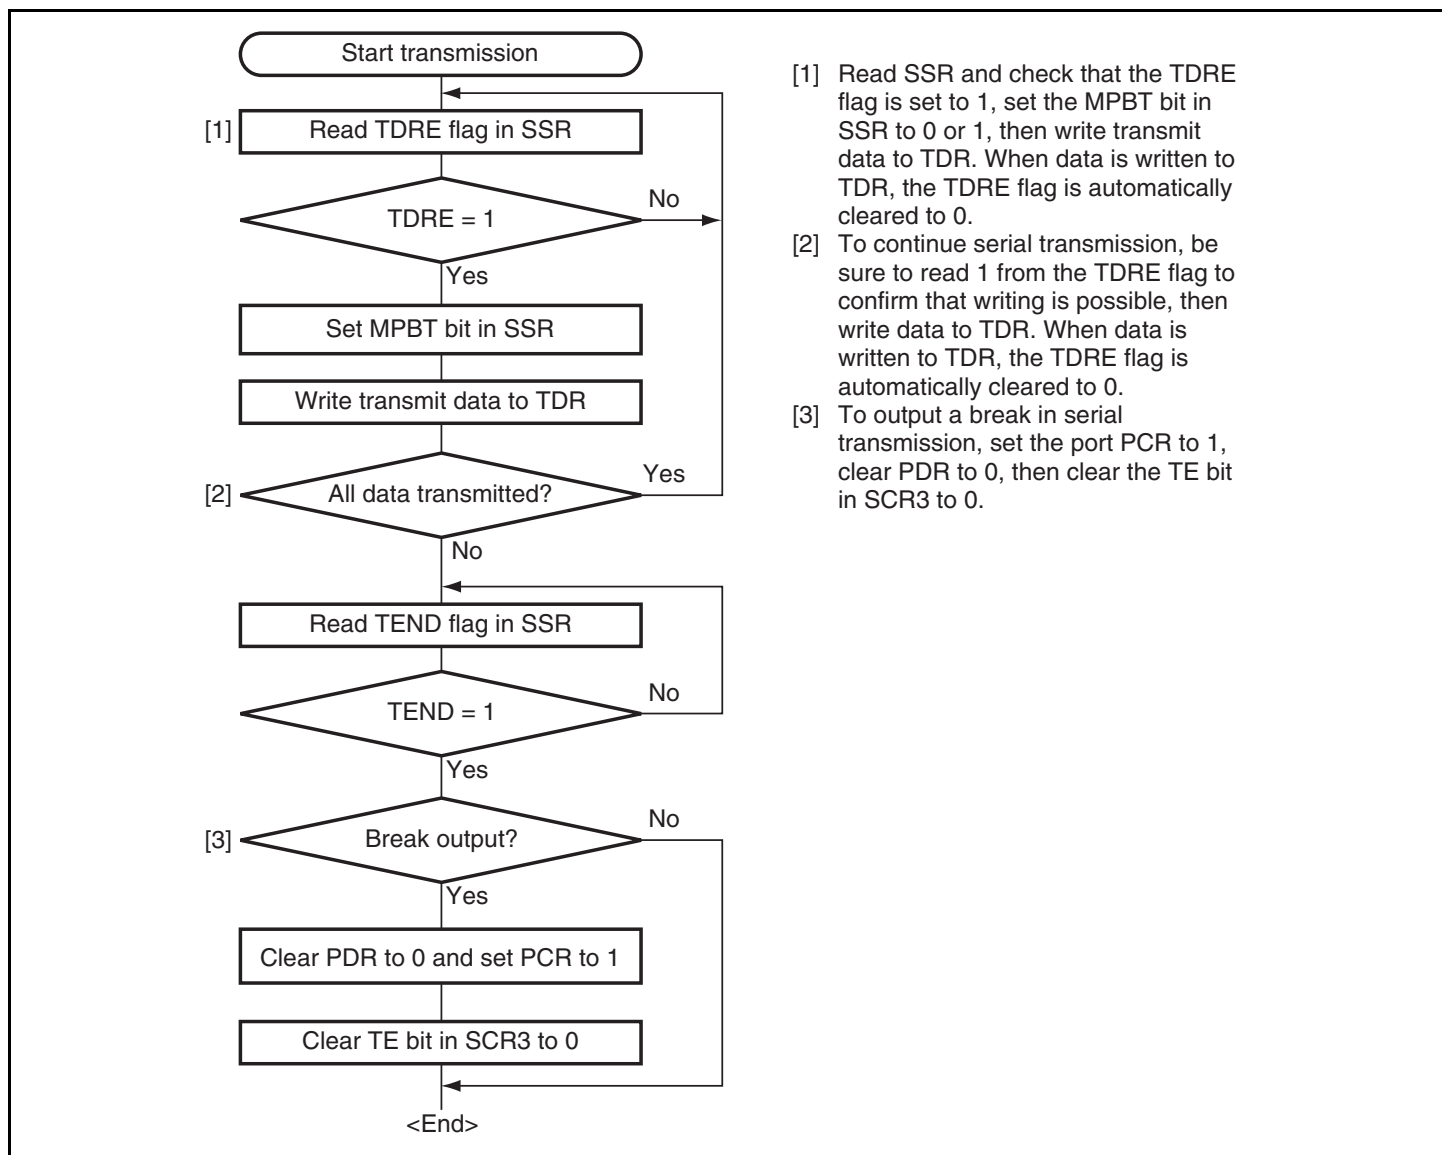 Start transmission
[1] Read TDRE flag in SSR
TDRE = 1
No
Yes
Set MPBT bit in SSR
Write transmit data to TDR
[2] All data transmitted?
Yes
No
Read TEND flag in SSR
TEND = 1
No
Yes
[3] Break output?
No
Yes
Clear PDR to 0 and set PCR to 1
Clear TE bit in SCR3 to 0
<End>
[1] Read SSR and check that the TDRE
flag is set to 1, set the MPBT bit in
SSR to 0 or 1, then write transmit
data to TDR. When data is written to
TDR, the TDRE flag is automatically
cleared to 0.
[2] To continue serial transmission, be
sure to read 1 from the TDRE flag to
confirm that writing is possible, then
write data to TDR. When data is
written to TDR, the TDRE flag is
automatically cleared to 0.
[3] To output a break in serial
transmission, set the port PCR to 1,
clear PDR to 0, then clear the TE bit
in SCR3 to 0.